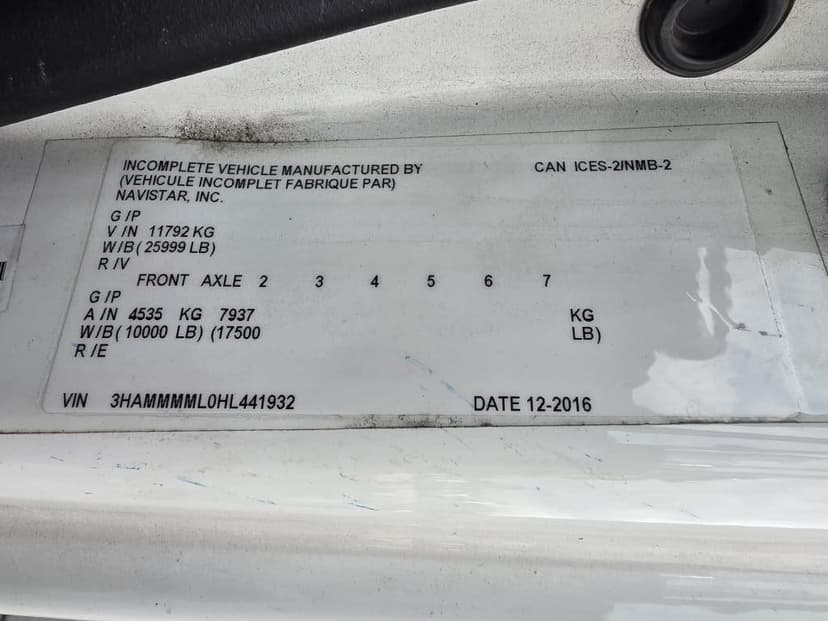 INCOMPLETE VEHICLE MANUFACTURED BY CAN ICES-2/NMB-2
(VEHICULE INCOMPLET FABRIQUE PAR)
NAVISTAR, INC.
G /P
V /N 11792 KG
W/B( 25999 LB)
R /V
FRONT AXLE 2 3 4 5 6 7
G /P
A /N 4535 KG 7937 KG
W/B( 10000 LB) (17500 LB)
R /E
VIN 3HAMMMML0HL441932 DATE 12-2016